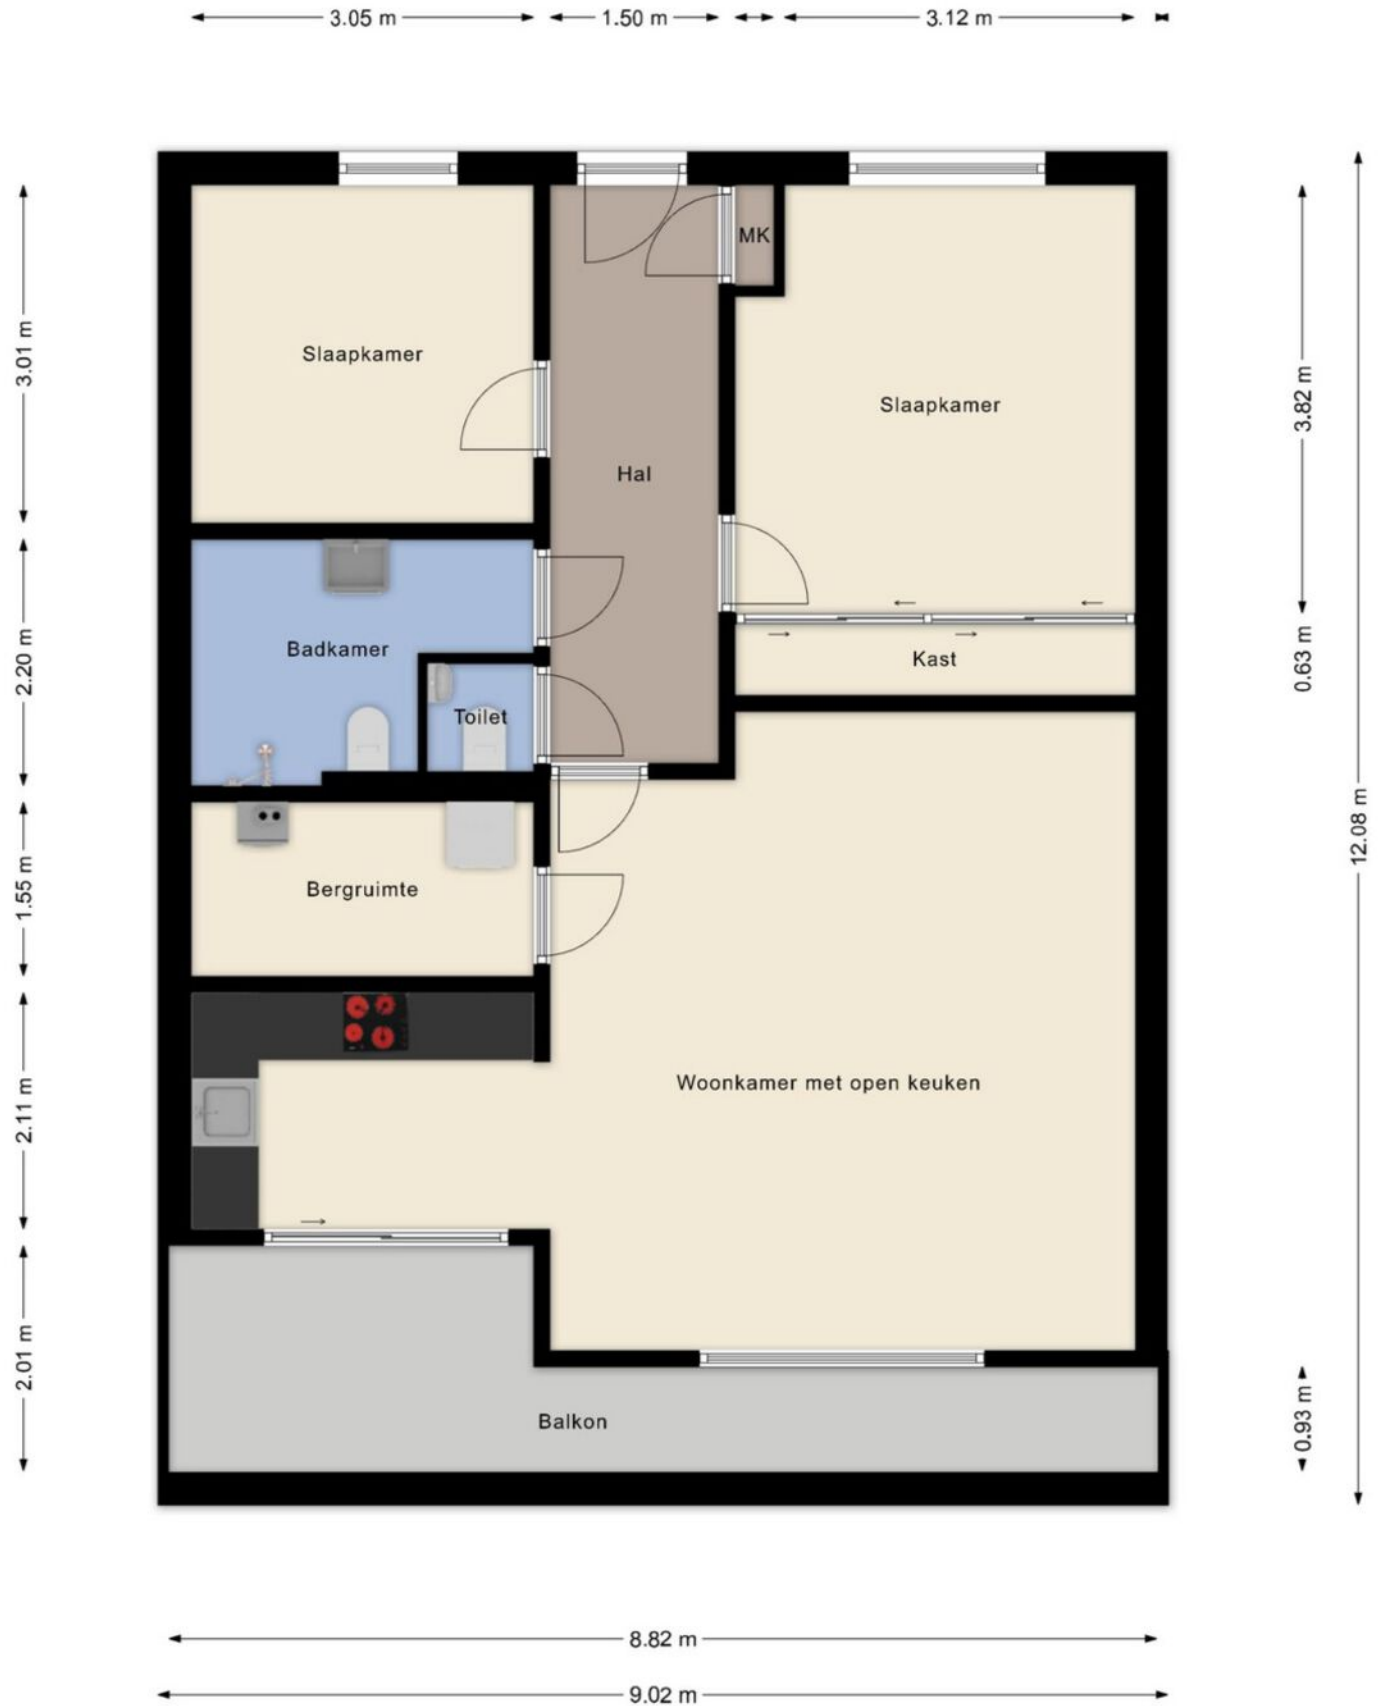 3.05 m
1.50 m
3.12 m
MK
3.01 m
Slaapkamer
3.82 m
Slaapkamer
Hal
2.20 m
Badkamer
0.63 m
Kast
Toilet
12.08 m
1.55 m
Bergruimte
2.11 m
Woonkamer met open keuken
2.01 m
0.93 m
Balkon
8.82 m
9.02 m